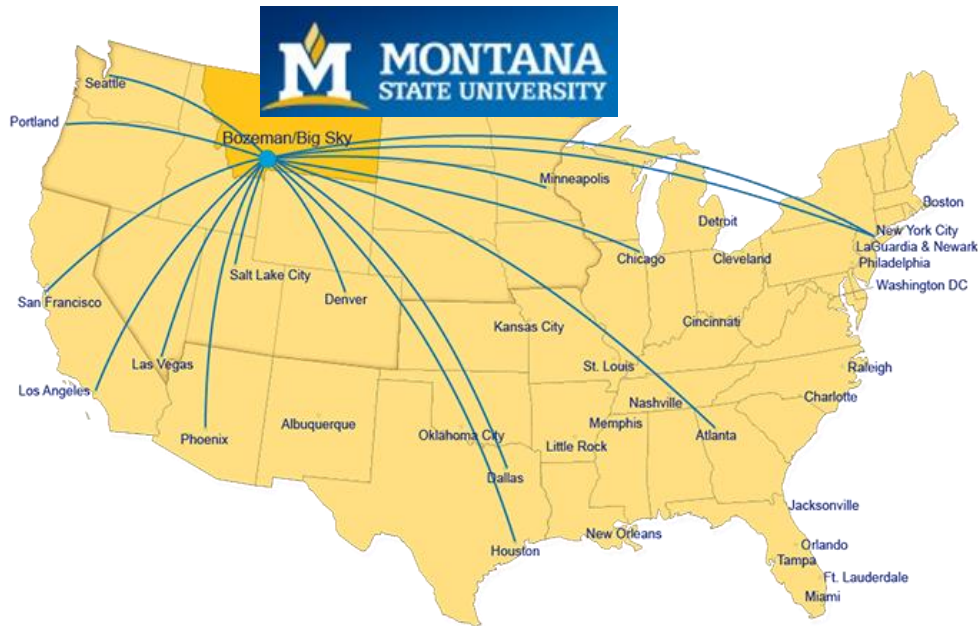 MONTANA
STATE UNIVERSITY
Seattle
Portland
Bozeman/Big Sky
Minneapolis
Boston
Detroit
New York City
LaGuardia & Newark
Chicago
Cleveland
Philadelphia
Salt Lake City
Washington DC
San Francisco
Denver
Kansas City
Cincinnati
Las Vegas
St. Louis
Raleigh
Los Angeles
Nashville
Charlotte
Phoenix
Albuquerque
Oklahoma City
Memphis
Little Rock
Atlanta
Dallas
Jacksonville
New Orleans
Houston
Orlando
Tampa
Ft. Lauderdale
Miami